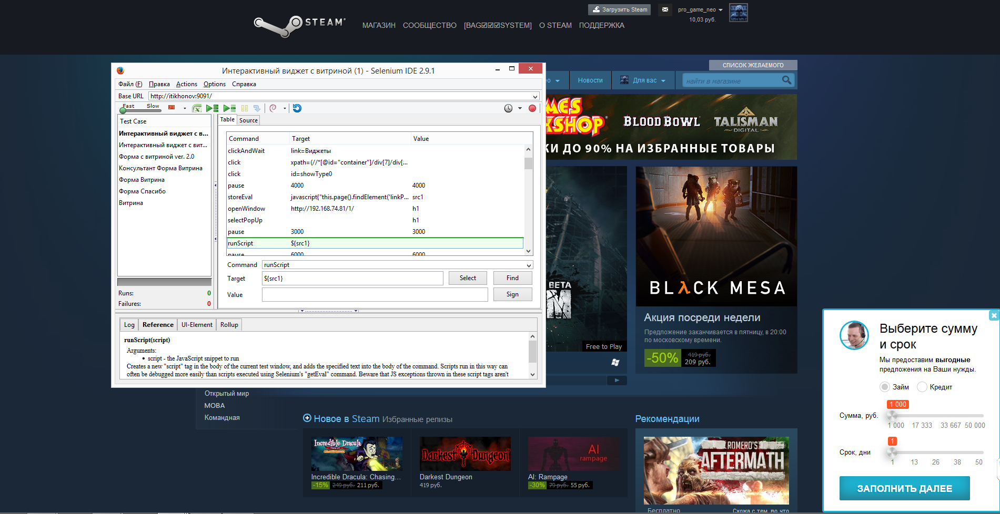 Загрузить Steam
pro_game_neo
10,03 руб.
STEAM
МАГАЗИН СООБЩЕСТВО [BAG☑☑☑SYSTEM] О STEAM ПОДДЕРЖКА
СПИСОК ЖЕЛАЕМОГО
Новости
Для вас
найти в магазине
BLOOD BOWL
TALISMAN
DIGITAL
КИ ДО 90% НА ИЗБРАННЫЕ ТОВАРЫ
Интерактивный виджет с витриной (1) - Selenium IDE 2.9.1
Файл (F) Правка Actions Options Справка
Base URL http://itikhonov:9091/
Fast Slow
Test Case
Интерактивный виджет с в...
Интерактивный виджет с вит...
Форма с витриной ver. 2.0
Консультант Форма Витрина
Форма Витрина
Форма Спасибо
Витрина
Runs: 0
Failures: 0
Table Source
Command Target Value
clickAndWait link=Виджеты
click xpath=(//*[@id="container"]/div[7]/div[...
click id=showType0
pause 4000 4000
storeEval javascript{"this.page().findElement('linkP... src1
openWindow http://192.168.74.81/1/ h1
selectPopUp h1
pause 3000 3000
runScript ${src1}
pause 6000 6000
Command runScript
Target ${src1} Select Find
Value Sign
Log Reference UI-Element Rollup
runScript(script)
Arguments:
• script - the JavaScript snippet to run
Creates a new "script" tag in the body of the current test window, and adds the specified text into the body of the command. Scripts run in this way can
often be debugged more easily than scripts executed using Selenium's "getEval" command. Beware that JS exceptions thrown in these script tags aren't
BETA
Free to Play
BLACK MESA
Акция посреди недели
Предложение заканчивается в пятницу, в 20:00
по московскому времени.
-50% 419 руб.
209 руб.
Открытый мир
МОВА
Командная
Новое в Steam Избранные релизы
Incredible Dracula
Incredible Dracula: Chasing...
-15% 249 руб. 211 руб.
Darkest Dungeon
Darkest Dungeon
419 руб.
AI
rampage
AI: Rampage
-30% 79 руб. 55 руб.
Рекомендации
ROMERO'S
AFTERMATH
Бесплатно
Схожа с тем, во что
Выберите сумму
и срок
Мы предоставим выгодные
предложения на Ваши нужды.
Займ Кредит
1 000
Сумма, руб.
1 000 17 333 33 667 50 000
1
Срок, дни
1 13 26 38 50
ЗАПОЛНИТЬ ДАЛЕЕ